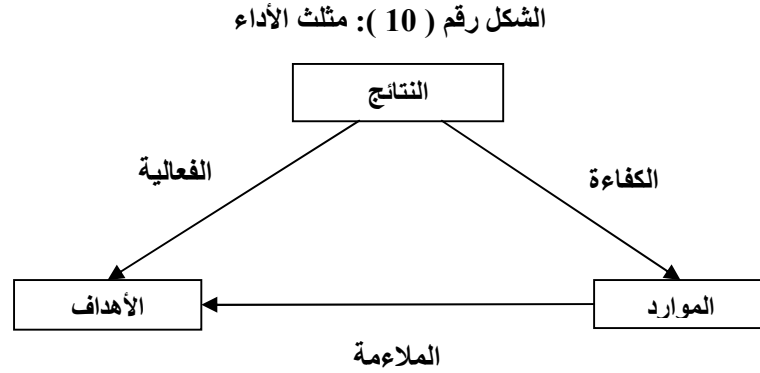 الشكل رقم ( 10 ): مثلث الأداء
النتائج
الكفاءة
الفعالية
الموارد
الأهداف
الملاءمة